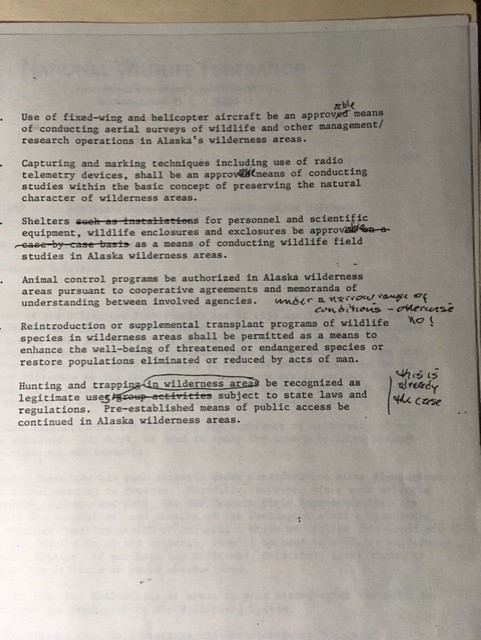 NATIONAL WILDLIFE FEDERATION
able
. Use of fixed-wing and helicopter aircraft be an approved means
of conducting aerial surveys of wildlife and other management/
research operations in Alaska's wilderness areas.
. Capturing and marking techniques including use of radio
telemetry devices, shall be an approvable means of conducting
studies within the basic concept of preserving the natural
character of wilderness areas.
. Shelters such as installations for personnel and scientific
equipment, wildlife enclosures and exclosures be approvable on a
case-by-case basis as a means of conducting wildlife field
studies in Alaska wilderness areas.
. Animal control programs be authorized in Alaska wilderness
areas pursuant to cooperative agreements and memoranda of
understanding between involved agencies. under a narrow range of
conditions - otherwise
no!
. Reintroduction or supplemental transplant programs of wildlife
species in wilderness areas shall be permitted as a means to
enhance the well-being of threatened or endangered species or
restore populations eliminated or reduced by acts of man.
Hunting and trapping in wilderness areas be recognized as
legitimate uses/group activities subject to state laws and
regulations. Pre-established means of public access be
continued in Alaska wilderness areas.
this is
already
the case